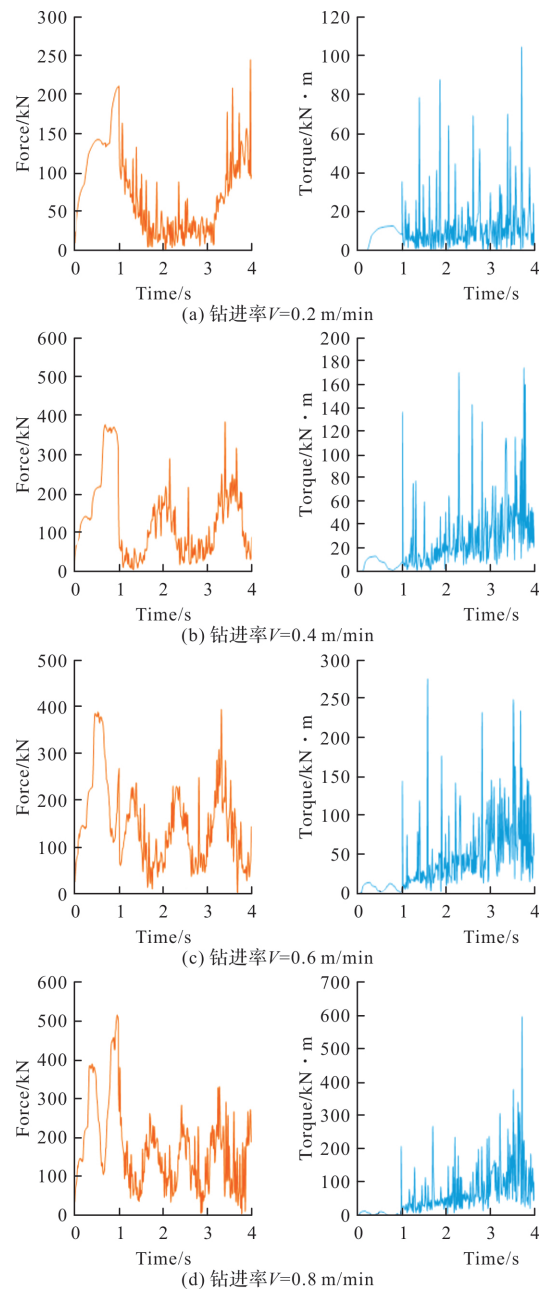 Force/kN
300
250
200
150
100
50
0
0 1 2 3 4
Time/s
Torque/kN·m
120
100
80
60
40
20
0
0 1 2 3 4
Time/s
(a) 钻进率V=0.2 m/min
Force/kN
600
500
400
300
200
100
0
0 1 2 3 4
Time/s
Torque/kN·m
200
180
160
140
120
100
80
60
40
20
0
0 1 2 3 4
Time/s
(b) 钻进率V=0.4 m/min
Force/kN
500
400
300
200
100
0
0 1 2 3 4
Time/s
Torque/kN·m
300
250
200
150
100
50
0
0 1 2 3 4
Time/s
(c) 钻进率V=0.6 m/min
Force/kN
600
500
400
300
200
100
0
0 1 2 3 4
Time/s
Torque/kN·m
700
600
500
400
300
200
100
0
0 1 2 3 4
Time/s
(d) 钻进率V=0.8 m/min